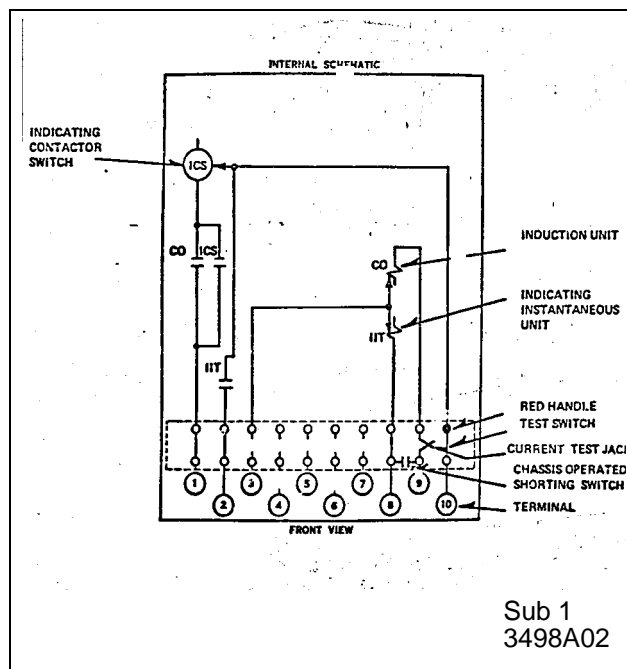 INTERNAL SCHEMATIC
INDICATING
CONTACTOR
SWITCH
ICS
CO
ICS
INDUCTION UNIT
CO
INDICATING
INSTANTANEOUS
UNIT
IIT
IIT
RED HANDLE
TEST SWITCH
CURRENT TEST JACK
CHASSIS OPERATED
SHORTING SWITCH
1 3 5 7 9
2 4 6 8 10
TERMINAL
FRONT VIEW
Sub 1
3498A02